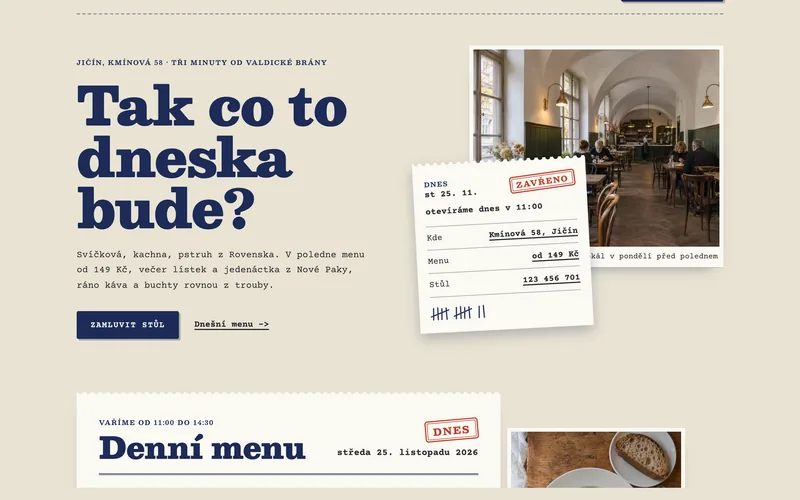 JIČÍN, KMÍNOVÁ 58 · TŘI MINUTY OD VALDICKÉ BRÁNY
Tak co to
dneska
bude?
Svíčková, kachna, pstruh z Rovenska. V poledne menu
od 149 Kč, večer lístek a jedenáctka z Nové Paky,
ráno káva a buchty rovnou z trouby.
ZAMLUVIT STŮL
Dnešní menu ->
DNES
st 25. 11.
ZAVŘENO
otevíráme dnes v 11:00
Kde Kmínová 58, Jičín
Menu od 149 Kč
Stůl 123 456 701
kál v pondělí před polednem
VAŘÍME OD 11:00 DO 14:30
Denní menu
DNES
středa 25. listopadu 2026